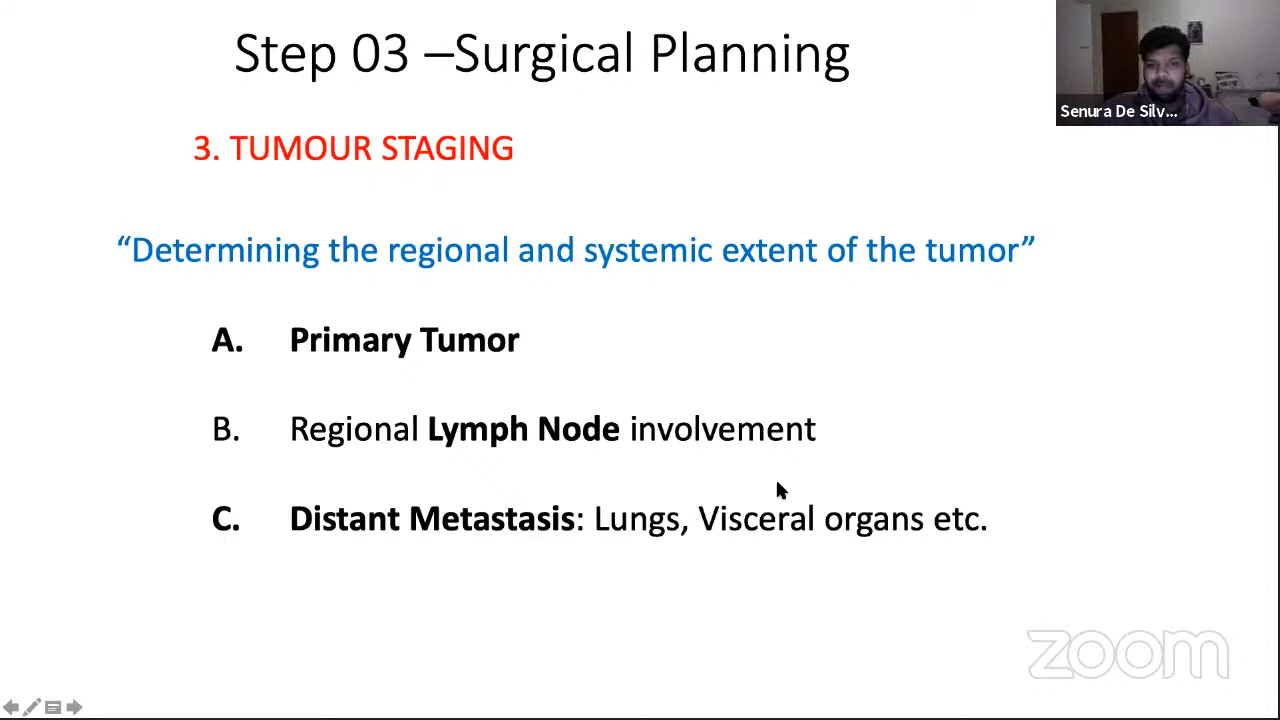 Step 03 –Surgical Planning
Senura De Silv...
3. TUMOUR STAGING
“Determining the regional and systemic extent of the tumor”
A. Primary Tumor
B. Regional Lymph Node involvement
C. Distant Metastasis: Lungs, Visceral organs etc.
zoom